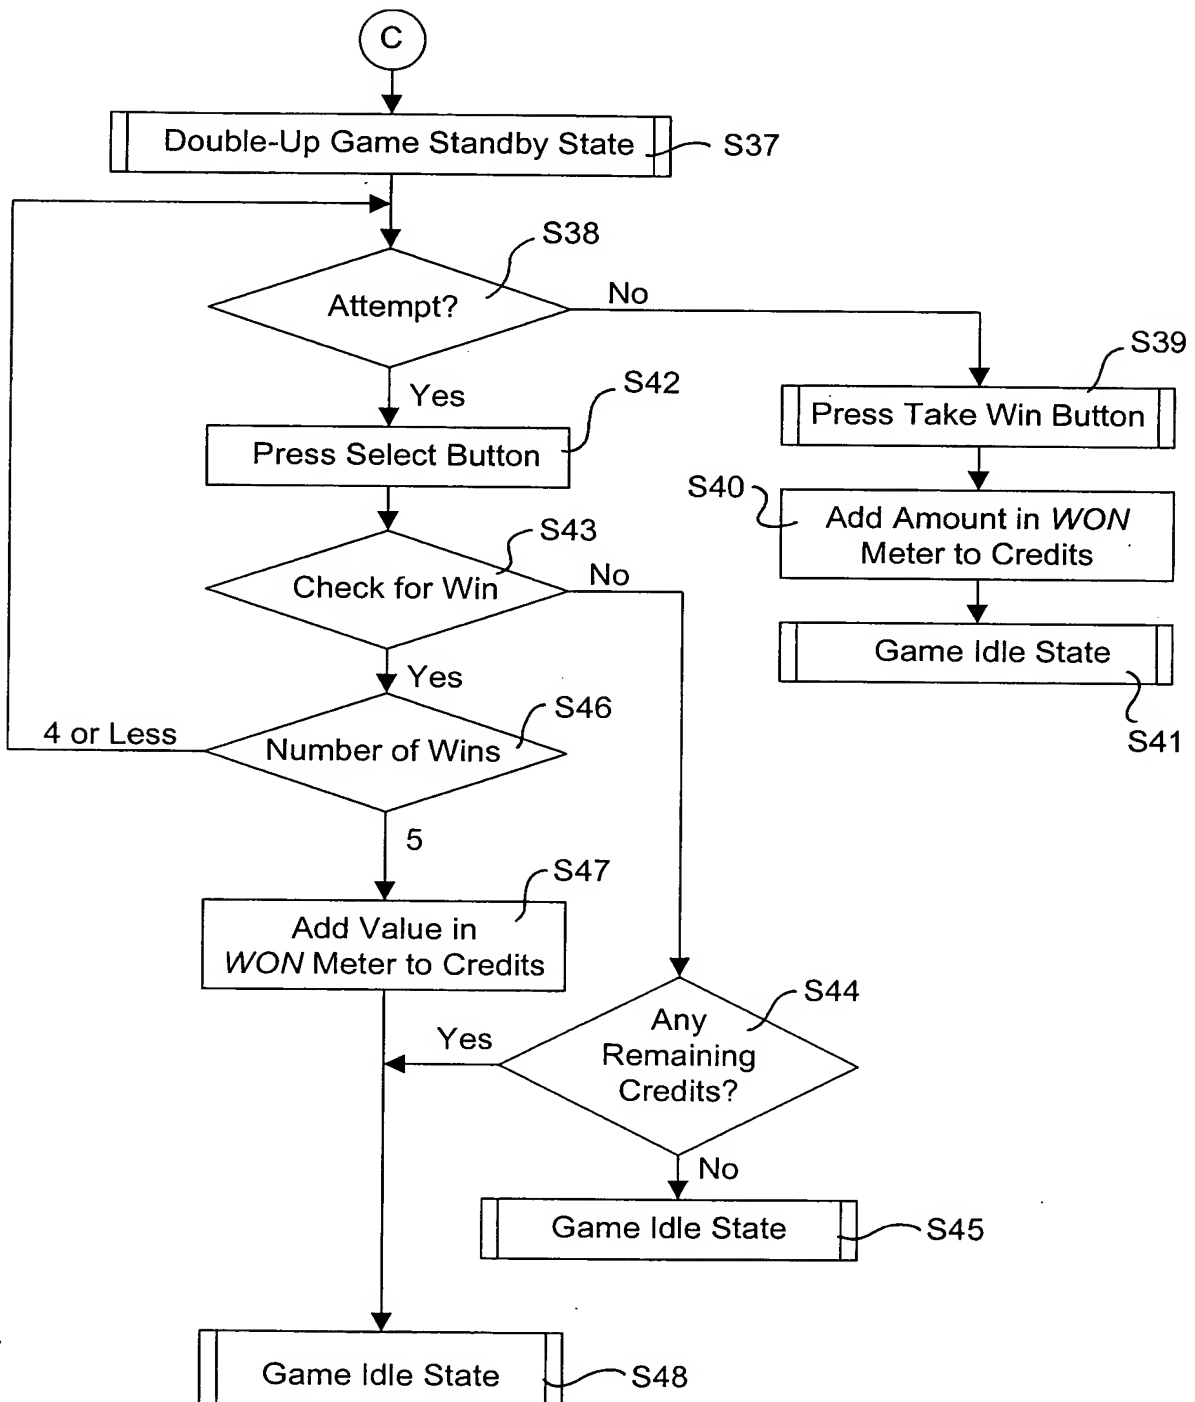 C
Double-Up Game Standby State
S37
S38
Attempt?
No
S39
Yes
S42
Press Take Win Button
Press Select Button
S40
Add Amount in WON
Meter to Credits
S43
Check for Win
No
Game Idle State
S41
Yes
S46
4 or Less
Number of Wins
5
S47
Add Value in
WON Meter to Credits
S44
Any
Remaining
Credits?
Yes
No
Game Idle State
S45
Game Idle State
S48